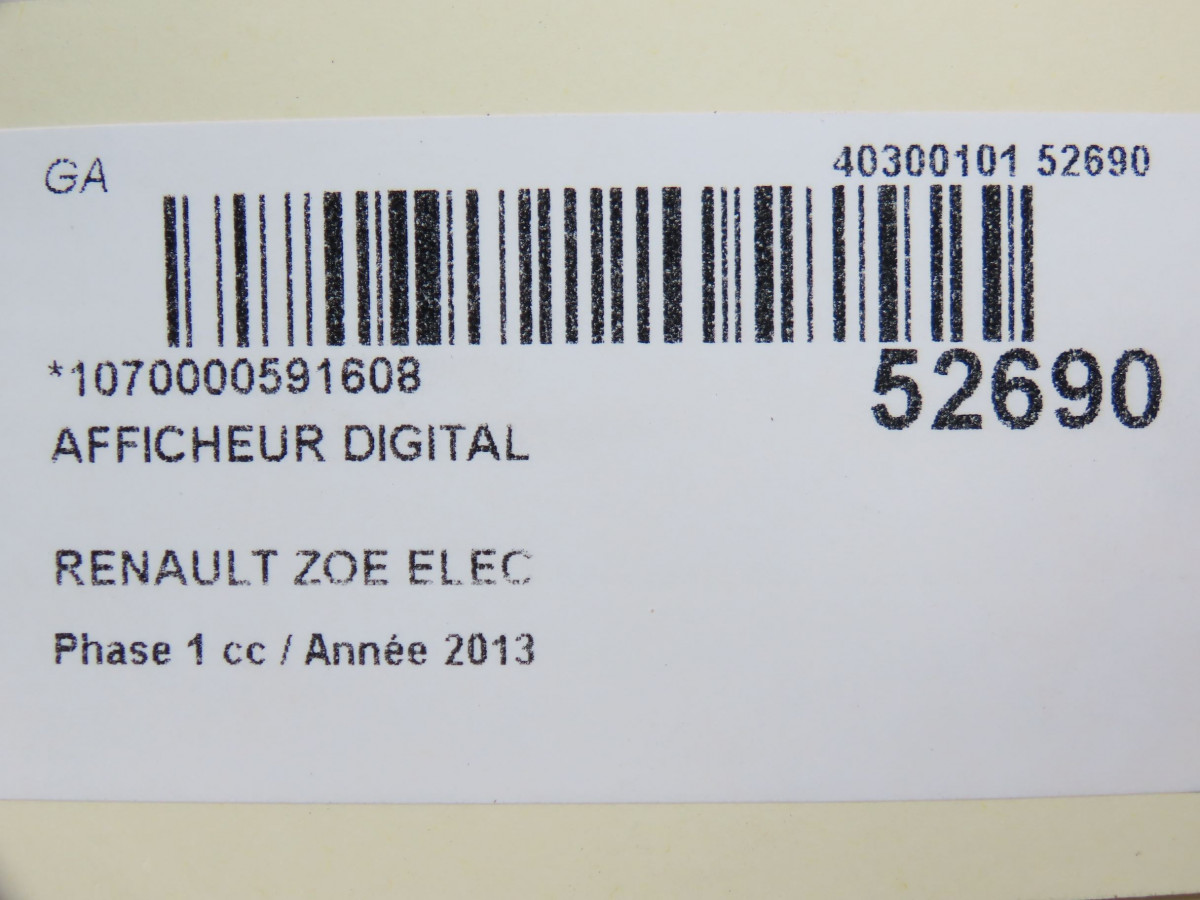 GA
40300101 52690
*1070000591608
52690
AFFICHEUR DIGITAL
RENAULT ZOE ELEC
Phase 1 cc / Année 2013